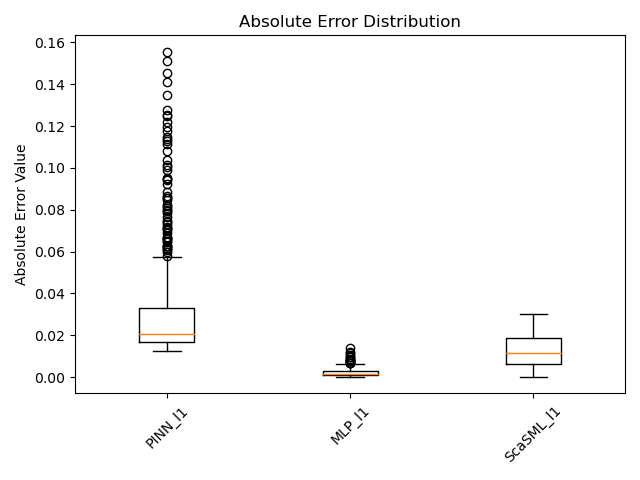 Absolute Error Distribution
Absolute Error Value
0.16
0.14
0.12
0.10
0.08
0.06
0.04
0.02
0.00
PINN_l1
MLP_l1
ScaSML_l1